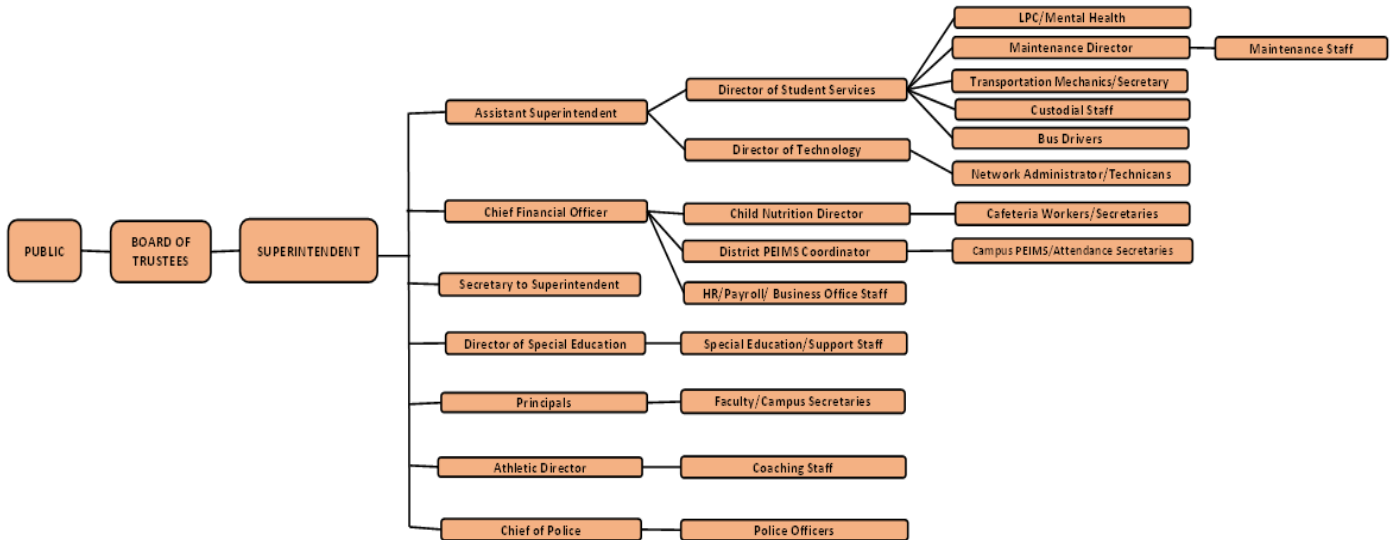 PUBLIC
BOARD OF
TRUSTEES
SUPERINTENDENT
Assistant Superintendent
Director of Student Services
LPC/Mental Health
Maintenance Director
Maintenance Staff
Transportation Mechanics/Secretary
Custodial Staff
Bus Drivers
Director of Technology
Network Administrator/Technicans
Chief Financial Officer
Child Nutrition Director
Cafeteria Workers/Secretaries
District PEIMS Coordinator
Campus PEIMS/Attendance Secretaries
HR/Payroll/ Business Office Staff
Secretary to Superintendent
Director of Special Education
Special Education/Support Staff
Principals
Faculty/Campus Secretaries
Athletic Director
Coaching Staff
Chief of Police
Police Officers